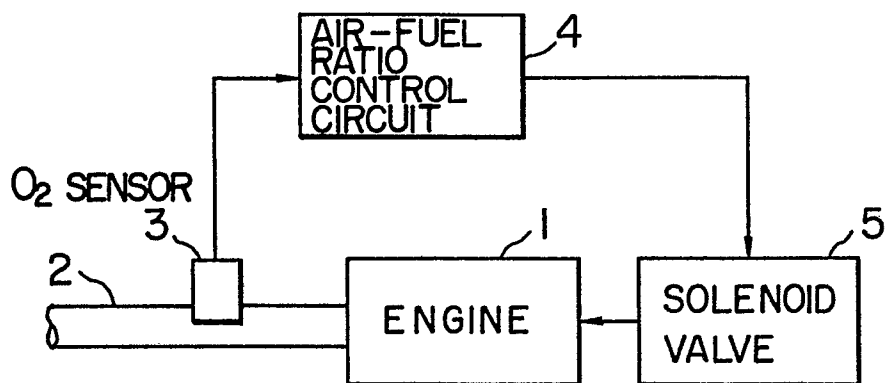 AIR-FUEL
RATIO
CONTROL
CIRCUIT
4
O2 SENSOR
3
2
1
ENGINE
5
SOLENOID
VALVE